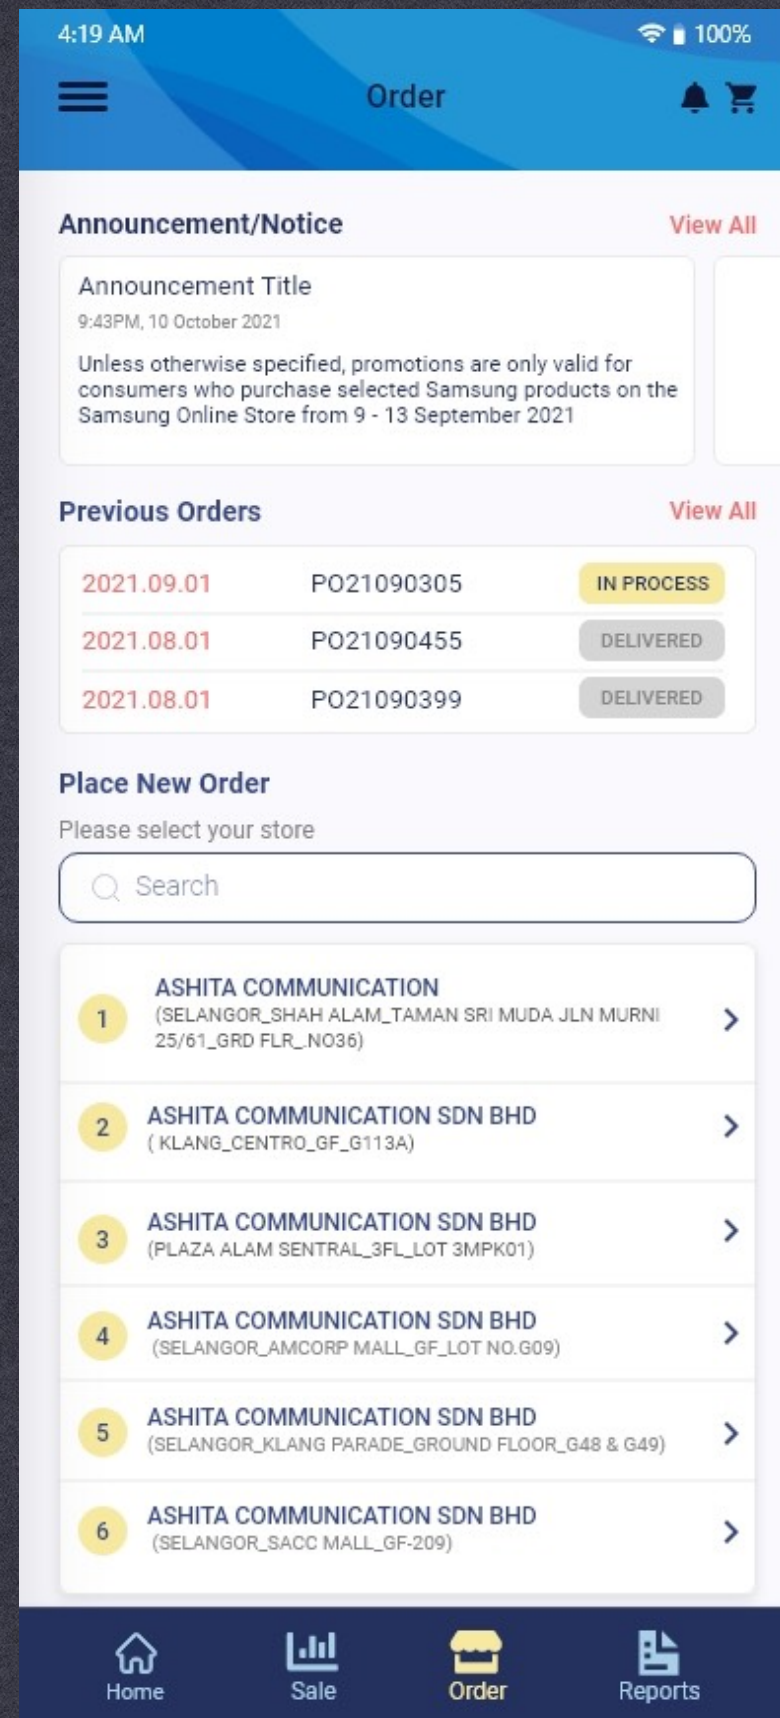 4:19 AM 100%
Order
Announcement/Notice View All
Announcement Title
9:43PM, 10 October 2021
Unless otherwise specified, promotions are only valid for
consumers who purchase selected Samsung products on the
Samsung Online Store from 9 - 13 September 2021
Previous Orders View All
2021.09.01 PO21090305 IN PROCESS
2021.08.01 PO21090455 DELIVERED
2021.08.01 PO21090399 DELIVERED
Place New Order
Please select your store
Search
1 ASHITA COMMUNICATION
(SELANGOR_SHAH ALAM_TAMAN SRI MUDA JLN MURNI
25/61_GRD FLR_.NO36)
2 ASHITA COMMUNICATION SDN BHD
( KLANG_CENTRO_GF_G113A)
3 ASHITA COMMUNICATION SDN BHD
(PLAZA ALAM SENTRAL_3FL_LOT 3MPK01)
4 ASHITA COMMUNICATION SDN BHD
(SELANGOR_AMCORP MALL_GF_LOT NO.G09)
5 ASHITA COMMUNICATION SDN BHD
(SELANGOR_KLANG PARADE_GROUND FLOOR_G48 & G49)
6 ASHITA COMMUNICATION SDN BHD
(SELANGOR_SACC MALL_GF-209)
Home Sale Order Reports